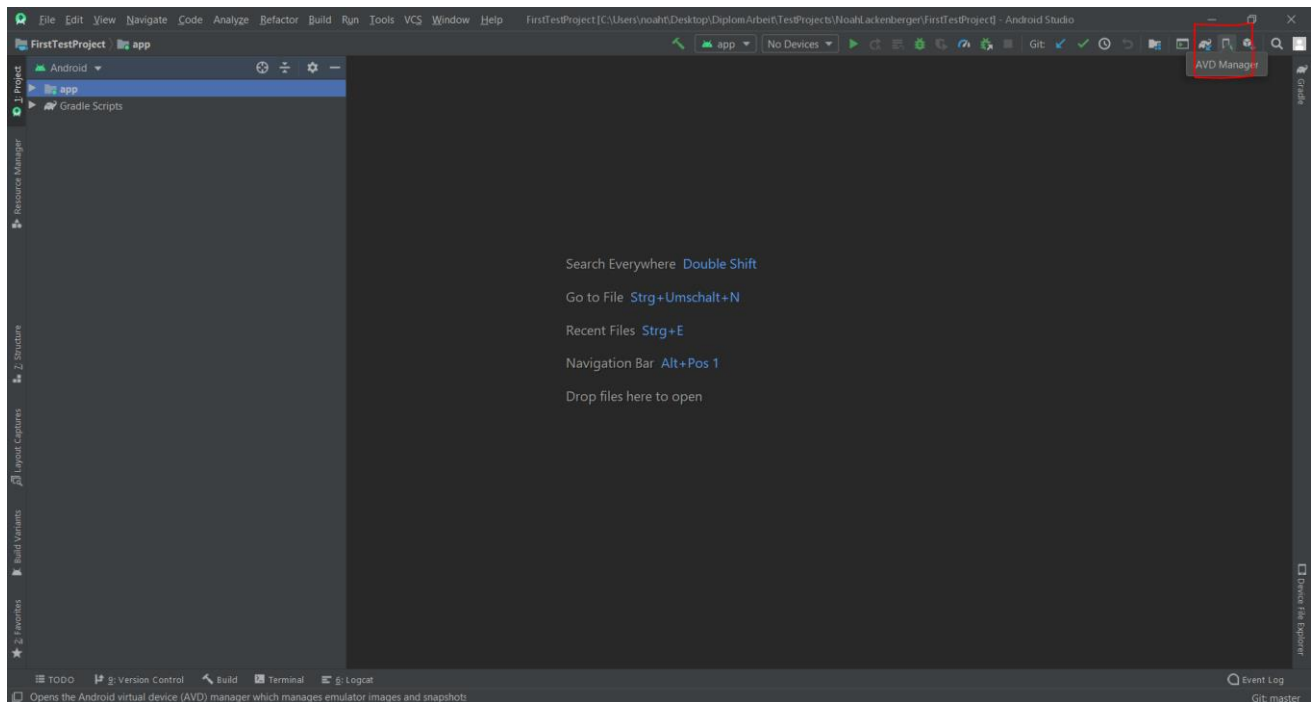 File Edit View Navigate Code Analyze Refactor Build Run Tools VCS Window Help FirstTestProject [C:\Users\noaht\Desktop\DiplomArbeit\TestProjects\NoahLackenberger\FirstTestProject] - Android Studio
FirstTestProject app
app No Devices Git:
AVD Manager
1: Project
Android
app
Gradle Scripts
Resource Manager
Z: Structure
Layout Captures
Build Variants
2: Favorites
Search Everywhere Double Shift
Go to File Strg+Umschalt+N
Recent Files Strg+E
Navigation Bar Alt+Pos 1
Drop files here to open
Gradle
Device File Explorer
TODO 9: Version Control Build Terminal 6: Logcat Event Log
Opens the Android virtual device (AVD) manager which manages emulator images and snapshots Git: master